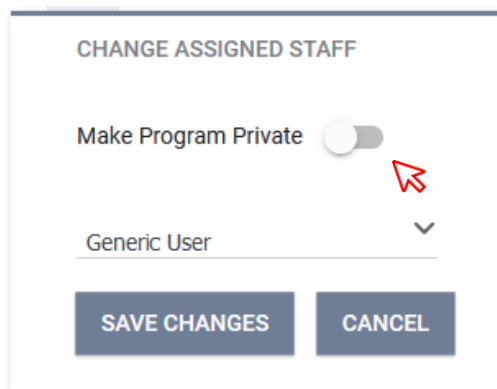 CHANGE ASSIGNED STAFF
Make Program Private
Generic User
SAVE CHANGES CANCEL